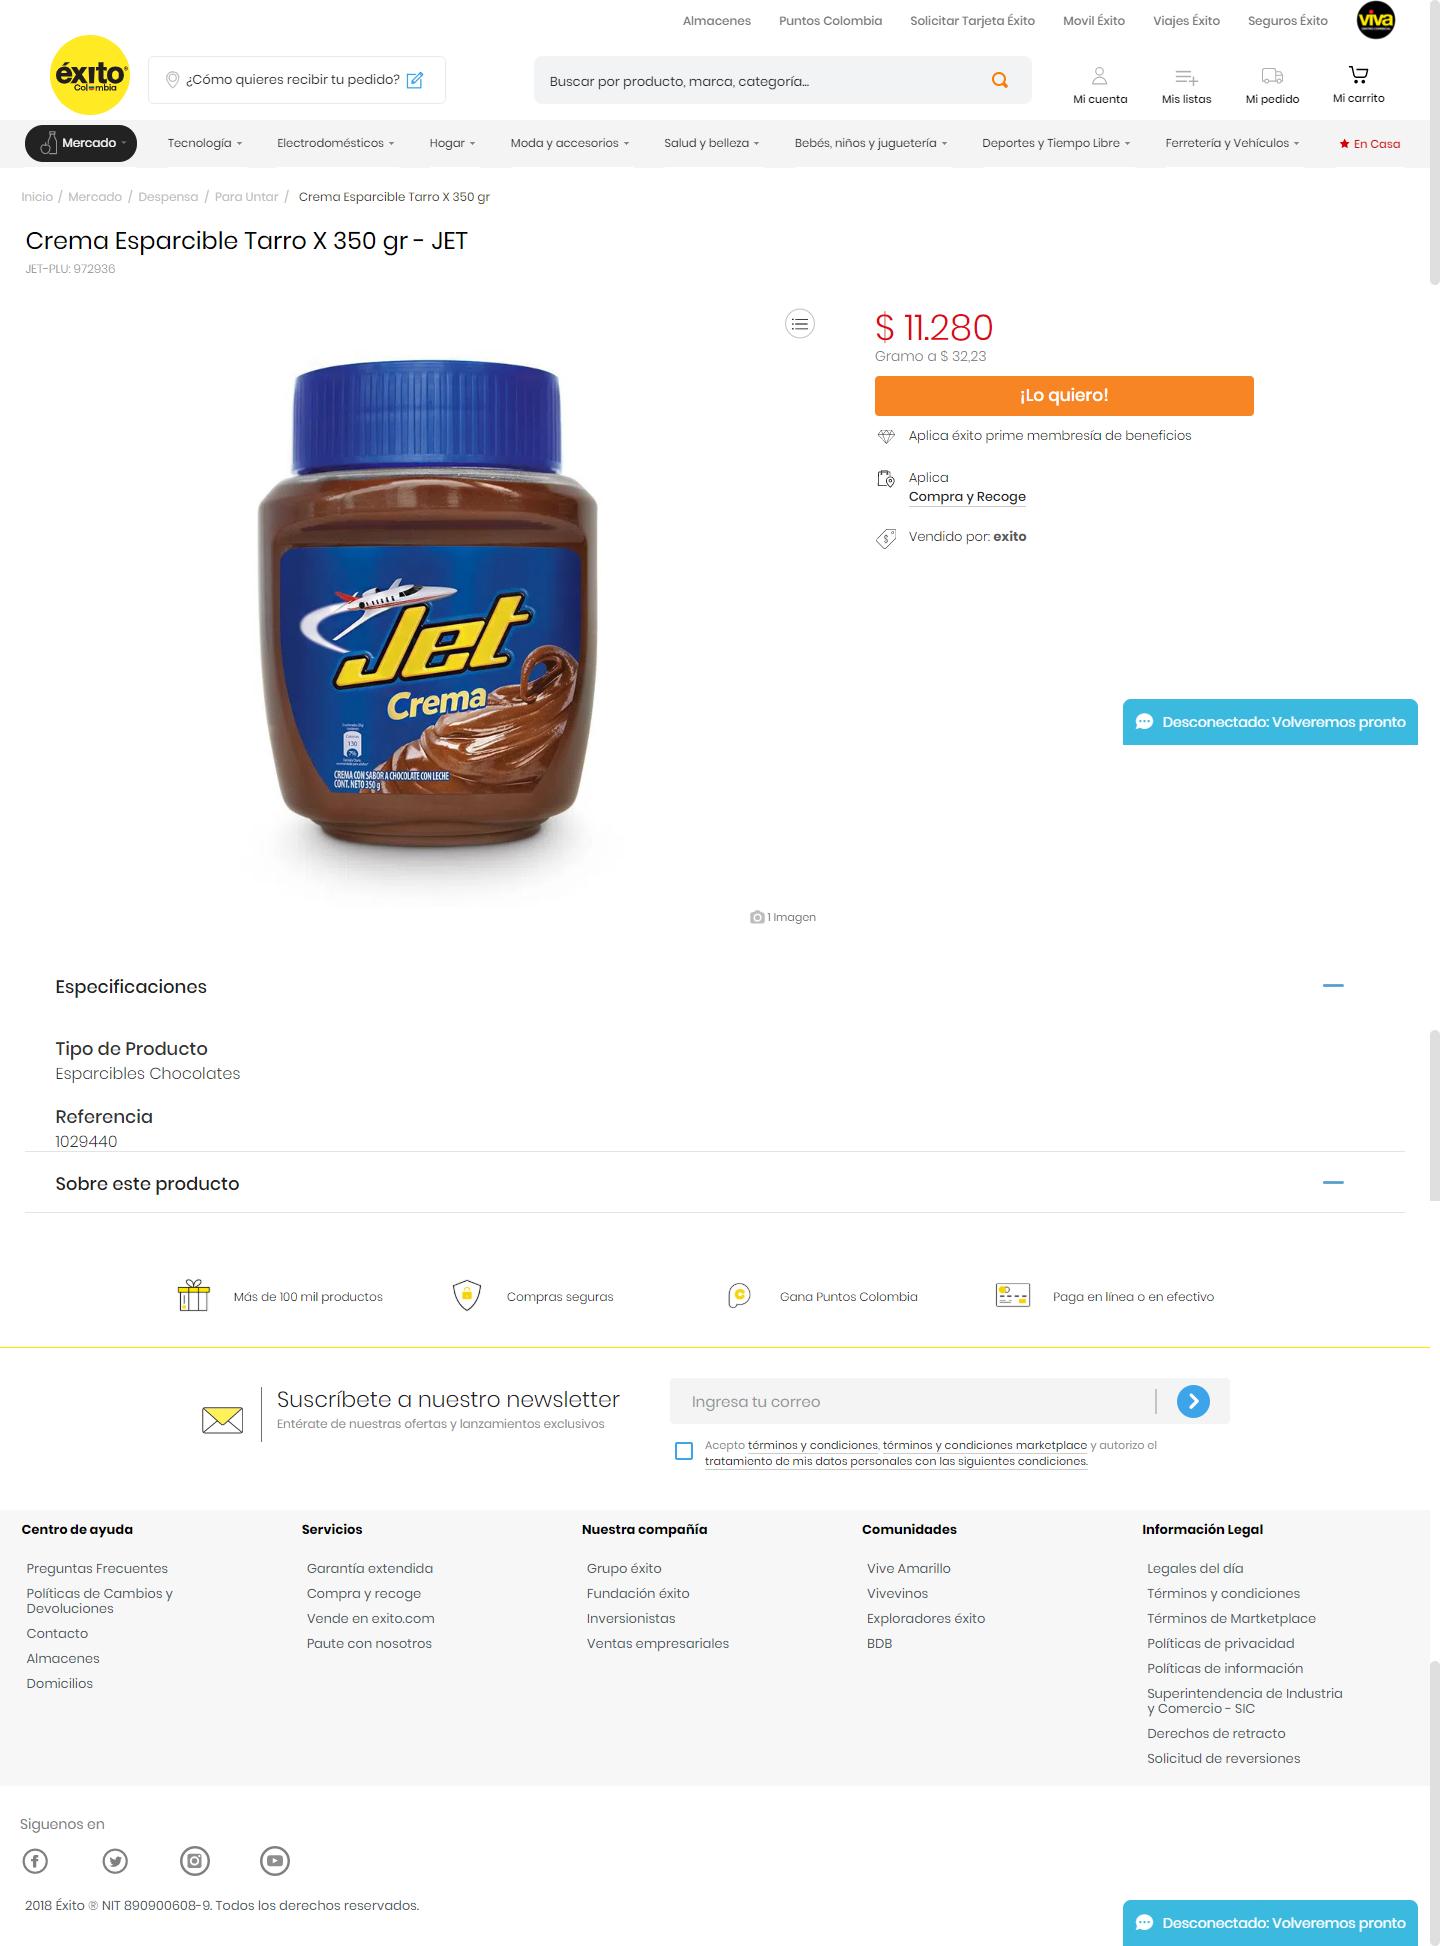 Almacenes
Puntos Colombia
Solicitar Tarjeta Éxito
Movil Éxito
Viajes Éxito
Seguros Éxito
viva
éxito
Colombia
¿Cómo quieres recibir tu pedido?
Buscar por producto, marca, categoría...
Mi cuenta
Mis listas
Mi pedido
Mi carrito
Mercado
Tecnología
Electrodomésticos
Hogar
Moda y accesorios
Salud y belleza
Bebés, niños y juguetería
Deportes y Tiempo Libre
Ferretería y Vehículos
En Casa
Inicio / Mercado / Despensa / Para Untar / Crema Esparcible Tarro X 350 gr
Crema Esparcible Tarro X 350 gr - JET
JET-PLU: 972936
$ 11.280
Gramo a $ 32,23
¡Lo quiero!
Aplica éxito prime membresía de beneficios
Aplica
Compra y Recoge
Vendido por: exito
Jet
Crema
130
CREMA CON SABOR A CHOCOLATE CON LECHE
CONT. NETO 350 g
Desconectado: Volveremos pronto
1 Imagen
Especificaciones
Tipo de Producto
Esparcibles Chocolates
Referencia
1029440
Sobre este producto
Más de 100 mil productos
Compras seguras
Gana Puntos Colombia
Paga en línea o en efectivo
Suscríbete a nuestro newsletter
Entérate de nuestras ofertas y lanzamientos exclusivos
Ingresa tu correo
Acepto términos y condiciones, términos y condiciones marketplace y autorizo el
tratamiento de mis datos personales con las siguientes condiciones.
Centro de ayuda
Preguntas Frecuentes
Políticas de Cambios y
Devoluciones
Contacto
Almacenes
Domicilios
Servicios
Garantía extendida
Compra y recoge
Vende en exito.com
Paute con nosotros
Nuestra compañía
Grupo éxito
Fundación éxito
Inversionistas
Ventas empresariales
Comunidades
Vive Amarillo
Vivevinos
Exploradores éxito
BDB
Información Legal
Legales del día
Términos y condiciones
Términos de Martketplace
Políticas de privacidad
Políticas de información
Superintendencia de Industria
y Comercio - SIC
Derechos de retracto
Solicitud de reversiones
Siguenos en
2018 Éxito ® NIT 890900608-9. Todos los derechos reservados.
Desconectado: Volveremos pronto